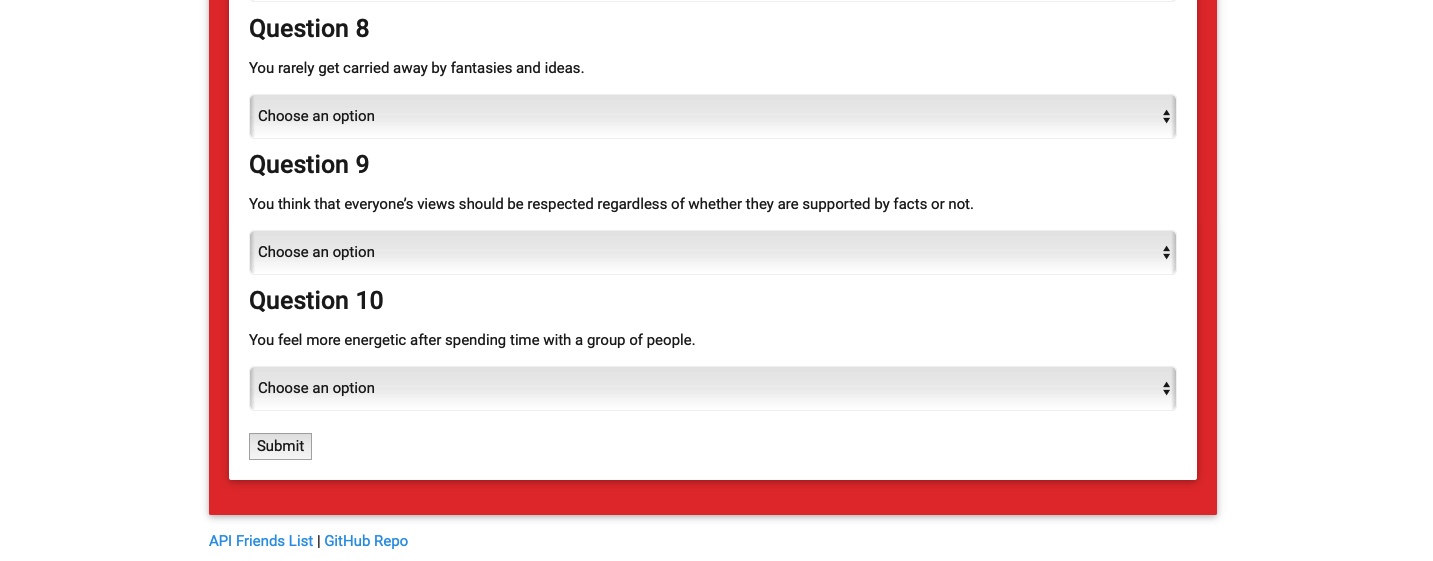 Question 8
You rarely get carried away by fantasies and ideas.
Choose an option
Question 9
You think that everyone’s views should be respected regardless of whether they are supported by facts or not.
Choose an option
Question 10
You feel more energetic after spending time with a group of people.
Choose an option
Submit
API Friends List | GitHub Repo